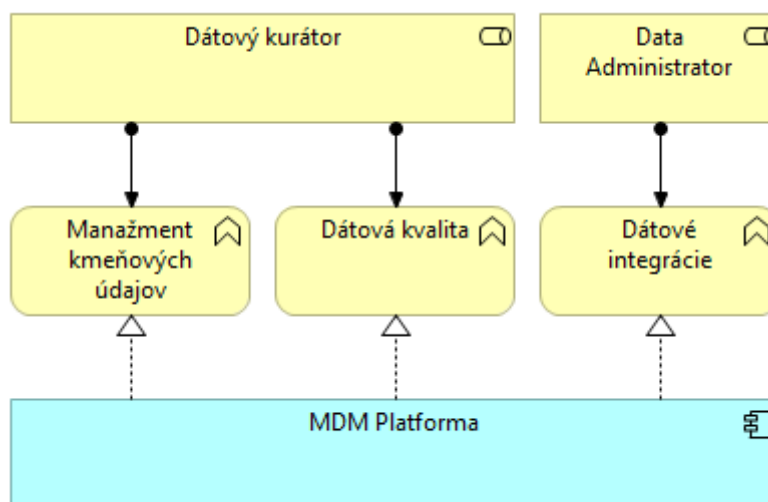 Dátový kurátor
Data
Administrator
Manažment
kmeňových
údajov
Dátová kvalita
Dátové
integrácie
MDM Platforma